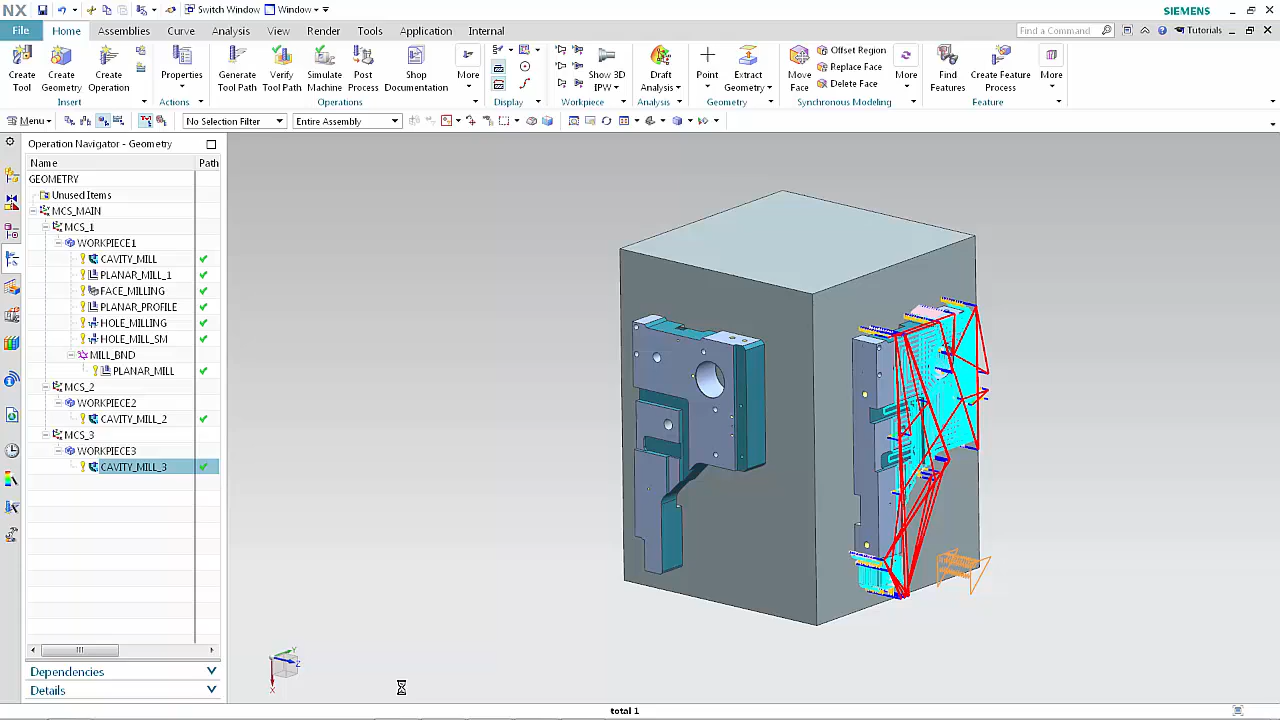 NX
Switch Window
Window
SIEMENS
File
Home
Assemblies
Curve
Analysis
View
Render
Tools
Application
Internal
Find a Command
Tutorials
Create Tool
Create Geometry
Create Operation
Insert
Properties
Actions
Generate Tool Path
Verify Tool Path
Simulate Machine
Post Process
Shop Documentation
More
Operations
Display
Show 3D IPW
Workpiece
Draft Analysis
Analysis
Point
Extract Geometry
Geometry
Move Face
Offset Region
Replace Face
Delete Face
More
Synchronous Modeling
Find Features
Create Feature Process
More
Feature
Menu
No Selection Filter
Entire Assembly
Operation Navigator - Geometry
Name
Path
GEOMETRY
Unused Items
MCS_MAIN
MCS_1
WORKPIECE1
CAVITY_MILL
PLANAR_MILL_1
FACE_MILLING
PLANAR_PROFILE
HOLE_MILLING
HOLE_MILL_SM
MILL_BND
PLANAR_MILL
MCS_2
WORKPIECE2
CAVITY_MILL_2
MCS_3
WORKPIECE3
CAVITY_MILL_3
Dependencies
Details
Y
Z
X
total 1